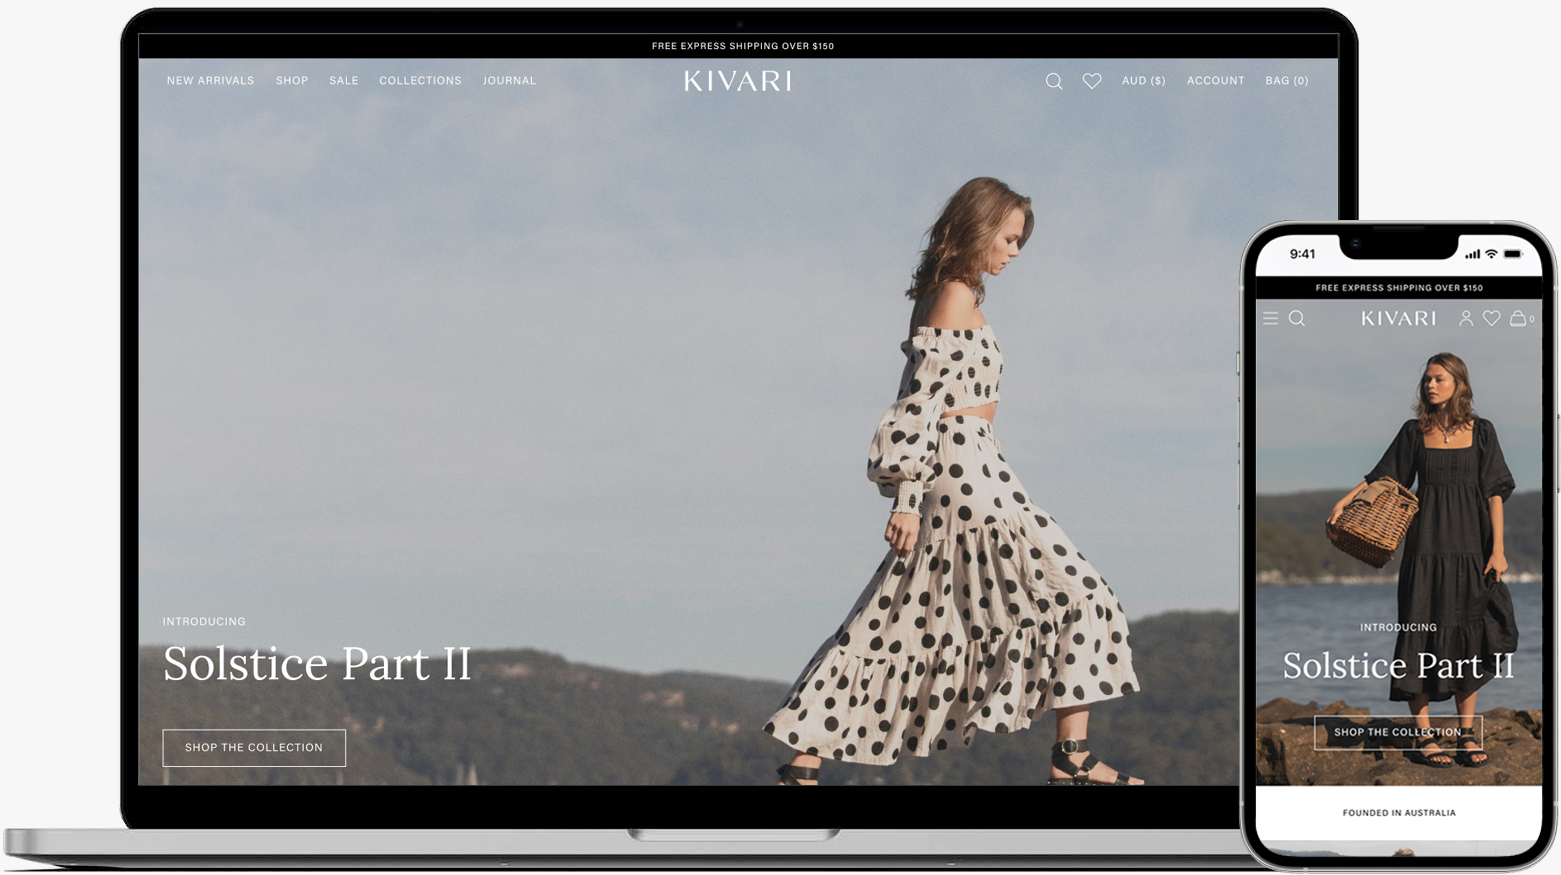 FREE EXPRESS SHIPPING OVER $150
NEW ARRIVALS SHOP SALE COLLECTIONS JOURNAL KIVARI AUD ($) ACCOUNT BAG (0)
INTRODUCING
Solstice Part II
SHOP THE COLLECTION
9:41
FREE EXPRESS SHIPPING OVER $150
KIVARI 0
INTRODUCING
Solstice Part II
SHOP THE COLLECTION
FOUNDED IN AUSTRALIA